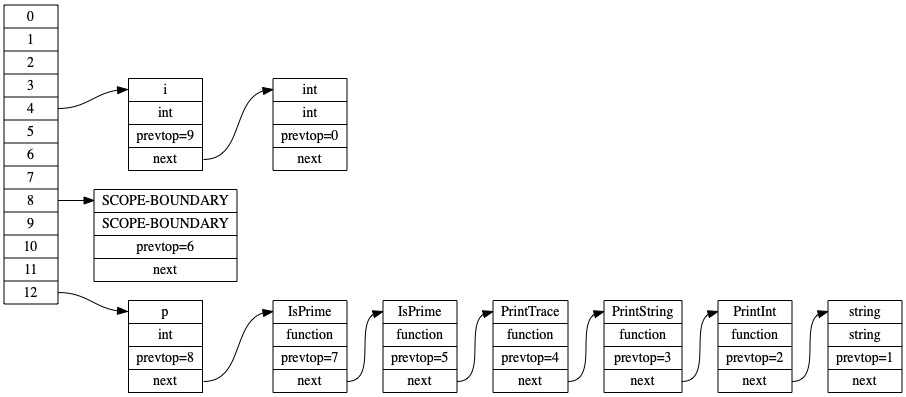 0
1
2
3
4
5
6
7
8
9
10
11
12
i
int
prevtop=9
next
int
int
prevtop=0
next
SCOPE-BOUNDARY
SCOPE-BOUNDARY
prevtop=6
next
p
int
prevtop=8
next
IsPrime
function
prevtop=7
next
IsPrime
function
prevtop=5
next
PrintTrace
function
prevtop=4
next
PrintString
function
prevtop=3
next
PrintInt
function
prevtop=2
next
string
string
prevtop=1
next